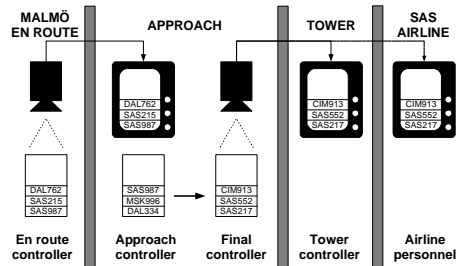 MALMÖ
EN ROUTE
APPROACH
TOWER
SAS
AIRLINE
DAL762
SAS215
SAS987
CIM913
SAS552
SAS217
CIM913
SAS552
SAS217
DAL762
SAS215
SAS987
SAS987
MSK996
DAL334
CIM913
SAS552
SAS217
En route
controller
Approach
controller
Final
controller
Tower
controller
Airline
personnel